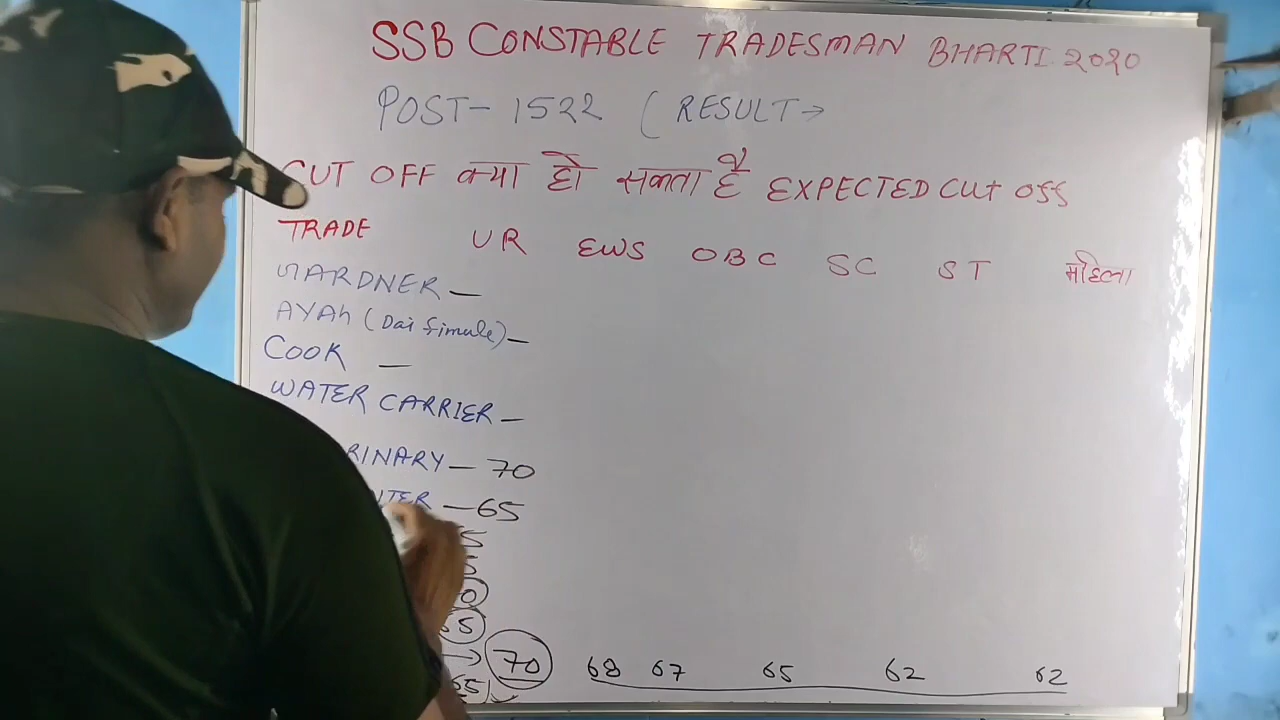 SSB CONSTABLE TRADESMAN BHARTI 2020
POST- 1522 ( RESULT →
CUT OFF क्या हो सकता है EXPECTED CUt Off
TRADE UR EWS OBC SC ST महिला
GARDNER —
AYAh (Dai fimale) —
COOK —
WATER CARRIER —
RINARY — 70
TER — 65
→ 70 68 67 65 62 62
65